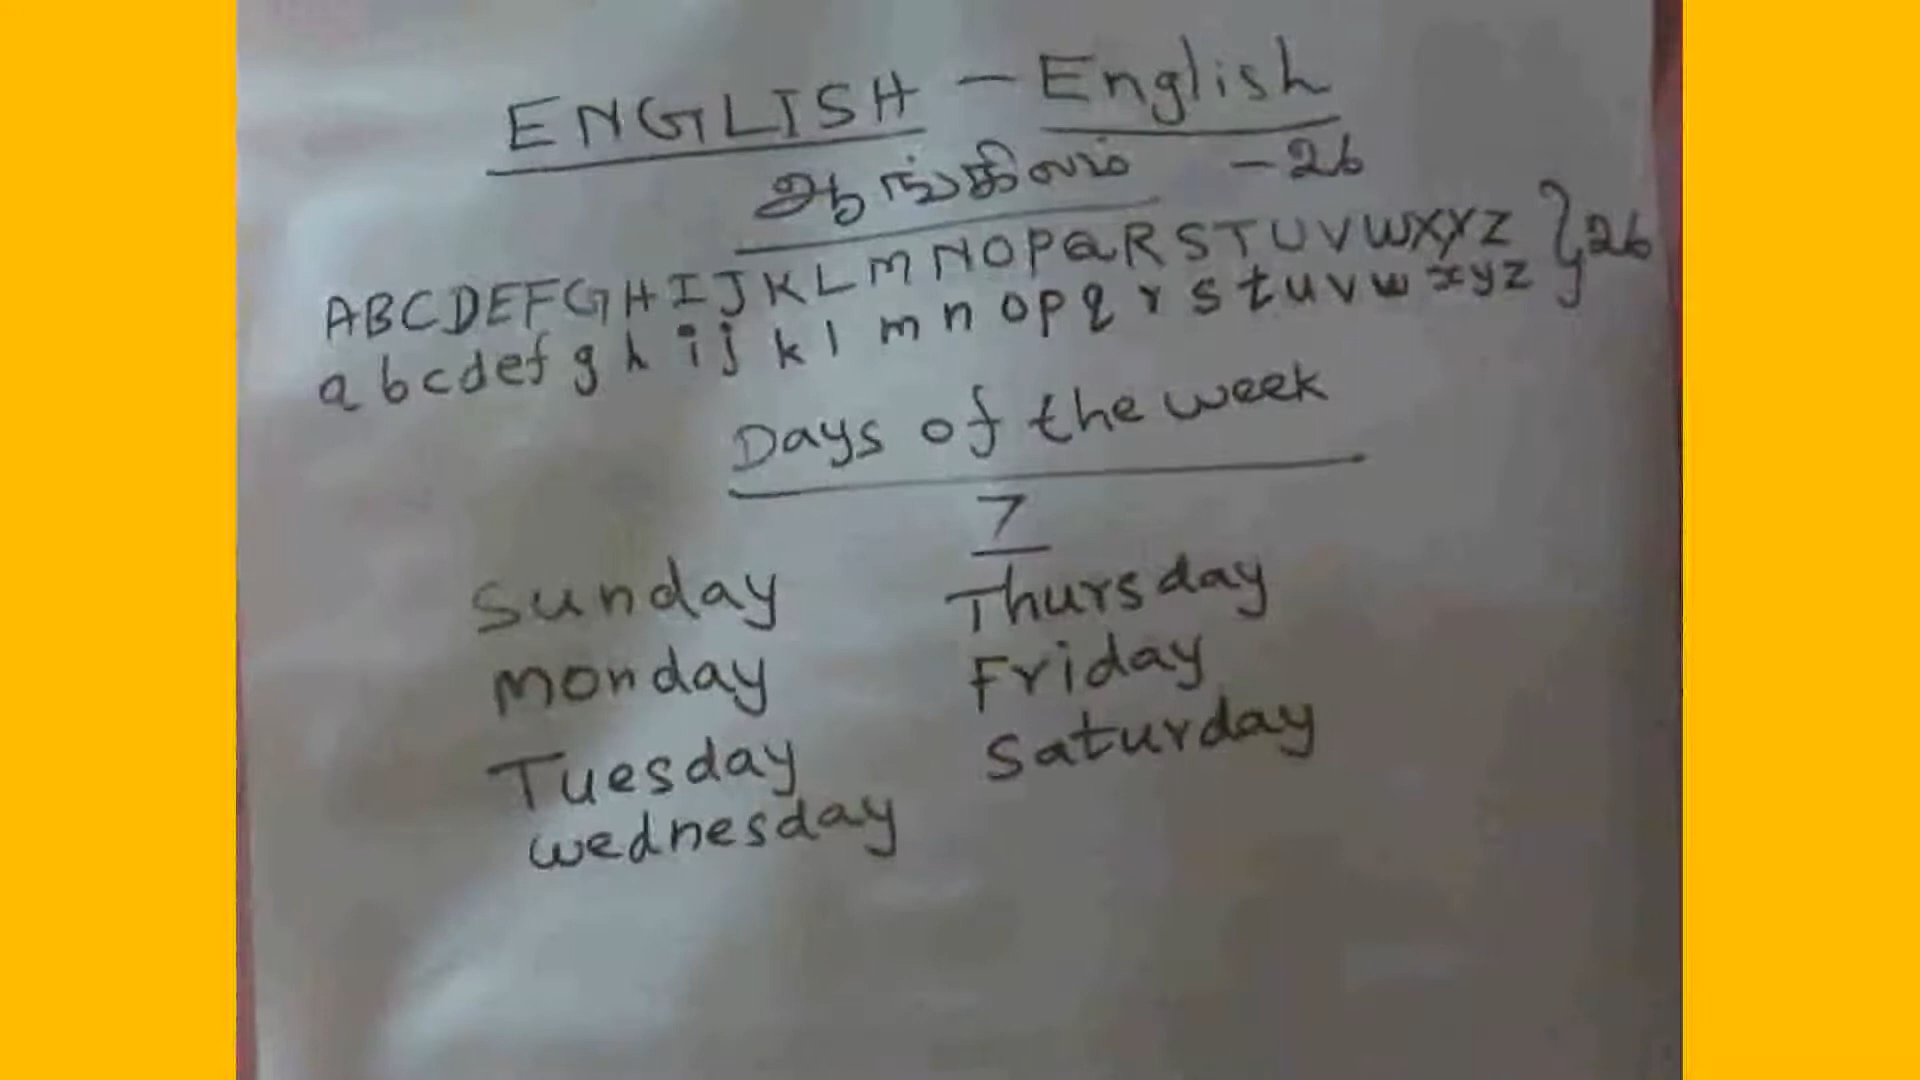 ENGLISH - English
ஆங்கிலம் - 26
ABCDEFGHIJKLMNOPQRSTUVWXYZ } 26
abcdefghijklmnopqrstuvwxyz
Days of the week
7
Sunday
Monday
Tuesday
wednesday
Thursday
Friday
Saturday